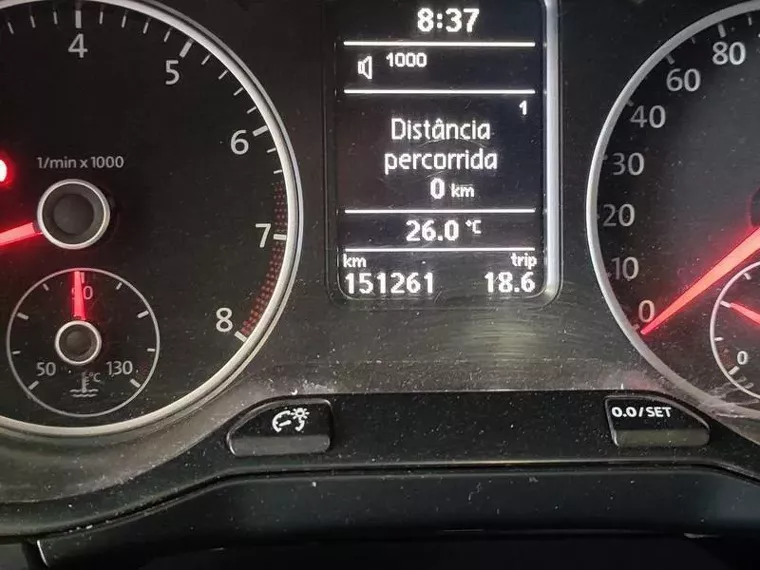 8:37
1000
1
Distância
percorrida
0 km
26.0 °C
km trip
151261 18.6
4
5
6
7
8
1/min x 1000
50
90
130
°C
80
60
40
30
20
10
0
0
0.0/SET